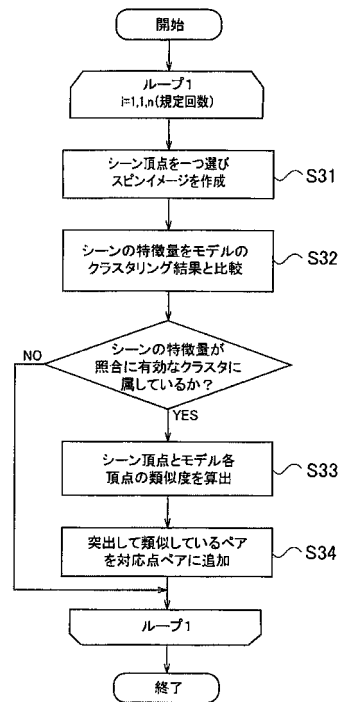 開始
ループ1
i=1,1,n(規定回数)
シーン頂点を一つ選び
スピンイメージを作成
S31
シーンの特徴量をモデルの
クラスタリング結果と比較
S32
シーンの特徴量が
照合に有効なクラスタに
属しているか？
NO
YES
シーン頂点とモデル各
頂点の類似度を算出
S33
突出して類似しているペア
を対応点ペアに追加
S34
ループ1
終了